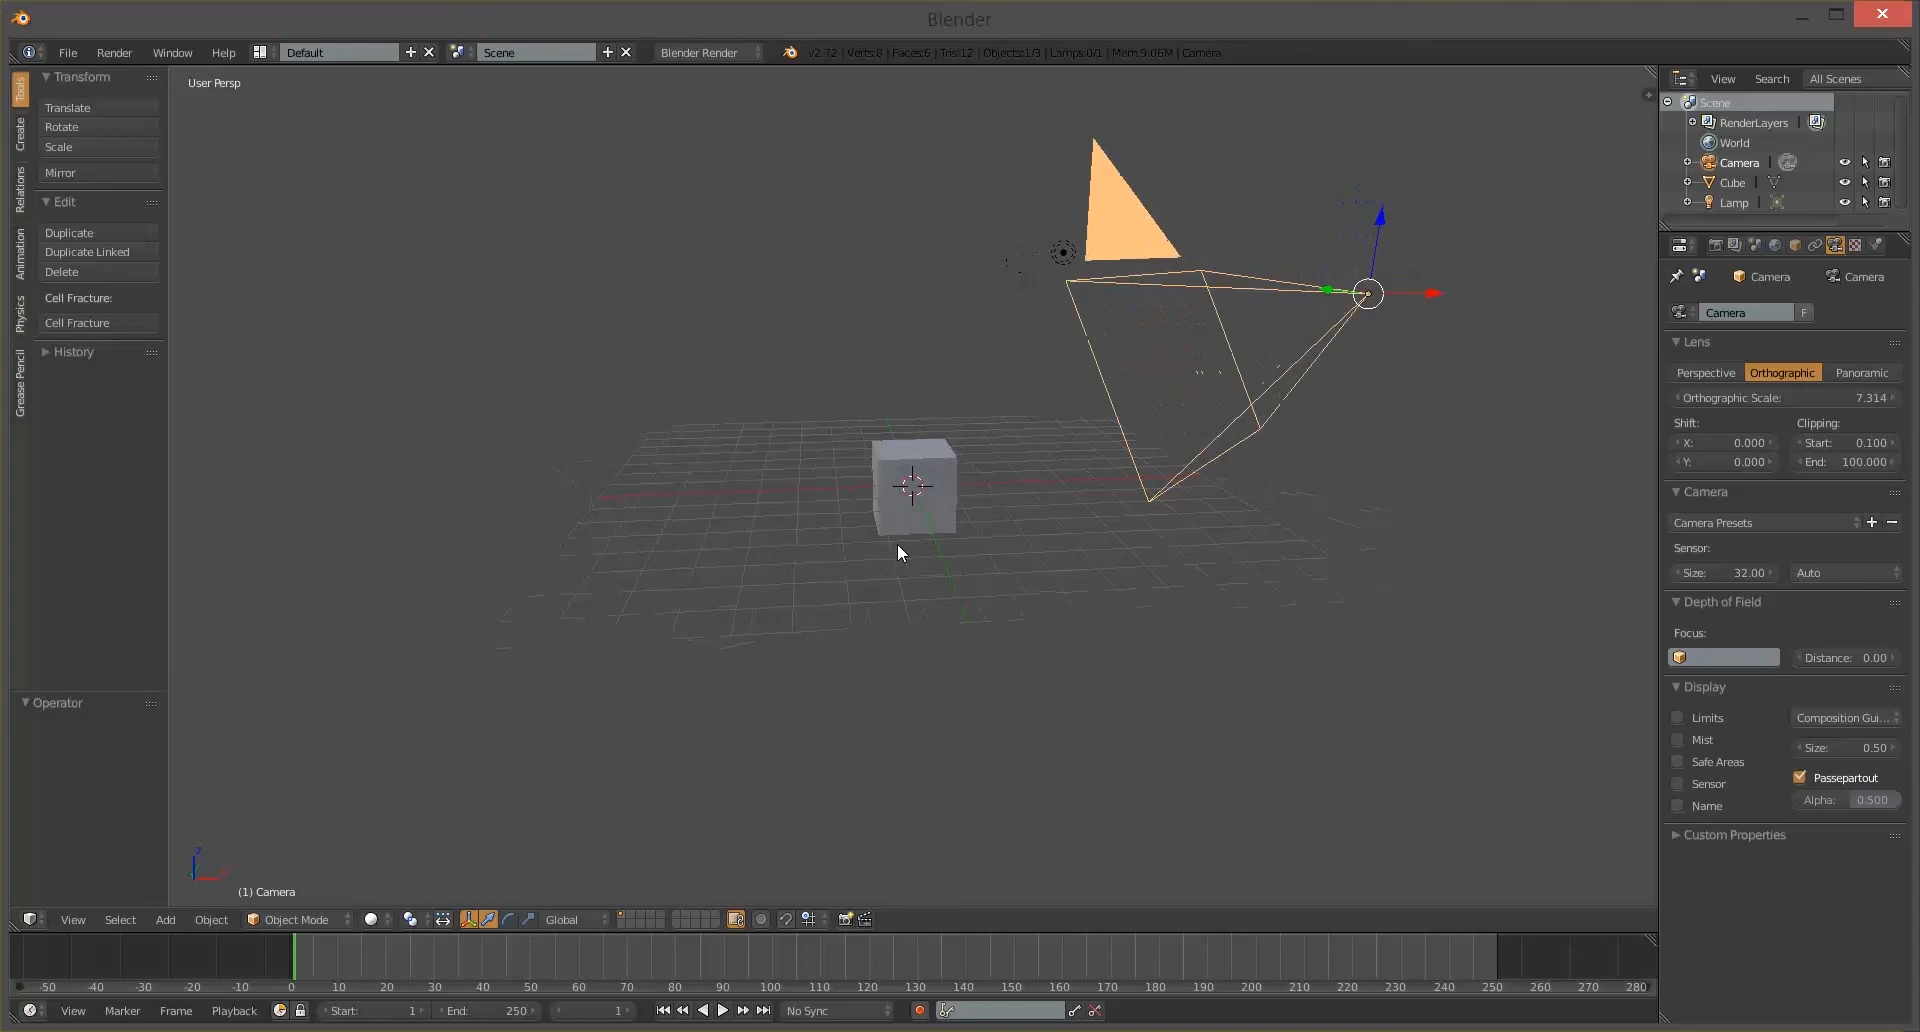 Blender
File Render Window Help Default Scene Blender Render v2.72 | Verts:8 | Faces:6 | Tris:12 | Objects:1/3 | Lamps:0/1 | Mem:9.06M | Camera
Tools
Create
Relations
Animation
Physics
Grease Pencil
Transform
Translate
Rotate
Scale
Mirror
Edit
Duplicate
Duplicate Linked
Delete
Cell Fracture:
Cell Fracture
History
Operator
User Persp
z
(1) Camera
View Select Add Object Object Mode Global
-50 -40 -30 -20 -10 0 10 20 30 40 50 60 70 80 90 100 110 120 130 140 150 160 170 180 190 200 210 220 230 240 250 260 270 280
View Marker Frame Playback Start: 1 End: 250 1 No Sync
View Search All Scenes
Scene
RenderLayers
World
Camera
Cube
Lamp
Camera Camera
Camera F
Lens
Perspective Orthographic Panoramic
Orthographic Scale: 7.314
Shift: Clipping:
X: 0.000 Start: 0.100
Y: 0.000 End: 100.000
Camera
Camera Presets
Sensor:
Size: 32.00 Auto
Depth of Field
Focus:
Distance: 0.00
Display
Limits Composition Gui...
Mist Size: 0.50
Safe Areas
Sensor Passepartout
Name Alpha: 0.500
Custom Properties